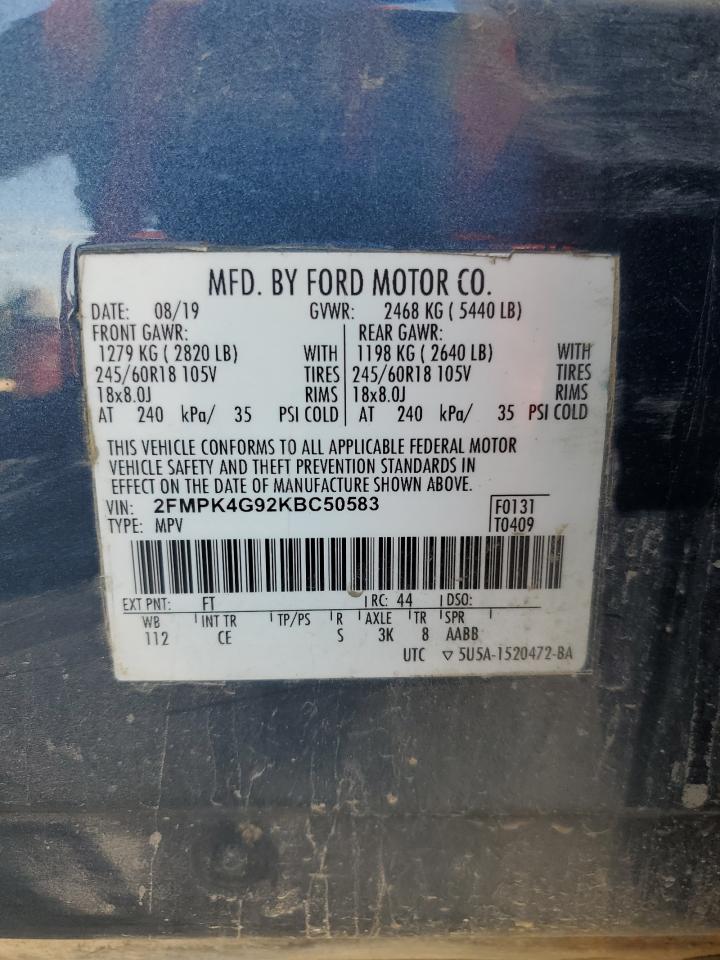 MFD. BY FORD MOTOR CO.
DATE: 08/19 GVWR: 2468 KG ( 5440 LB)
FRONT GAWR: REAR GAWR:
1279 KG ( 2820 LB) WITH 1198 KG ( 2640 LB) WITH
245/60R18 105V TIRES 245/60R18 105V TIRES
18x8.0J RIMS 18x8.0J RIMS
AT 240 kPa/ 35 PSI COLD AT 240 kPa/ 35 PSI COLD
THIS VEHICLE CONFORMS TO ALL APPLICABLE FEDERAL MOTOR
VEHICLE SAFETY AND THEFT PREVENTION STANDARDS IN
EFFECT ON THE DATE OF MANUFACTURE SHOWN ABOVE.
VIN: 2FMPK4G92KBC50583 F0131
TYPE: MPV T0409
EXT PNT: FT RC: 44 DSO:
WB INT TR TP/PS R AXLE TR SPR
112 CE S 3K 8 AABB
UTC ▽ 5U5A-1520472-BA